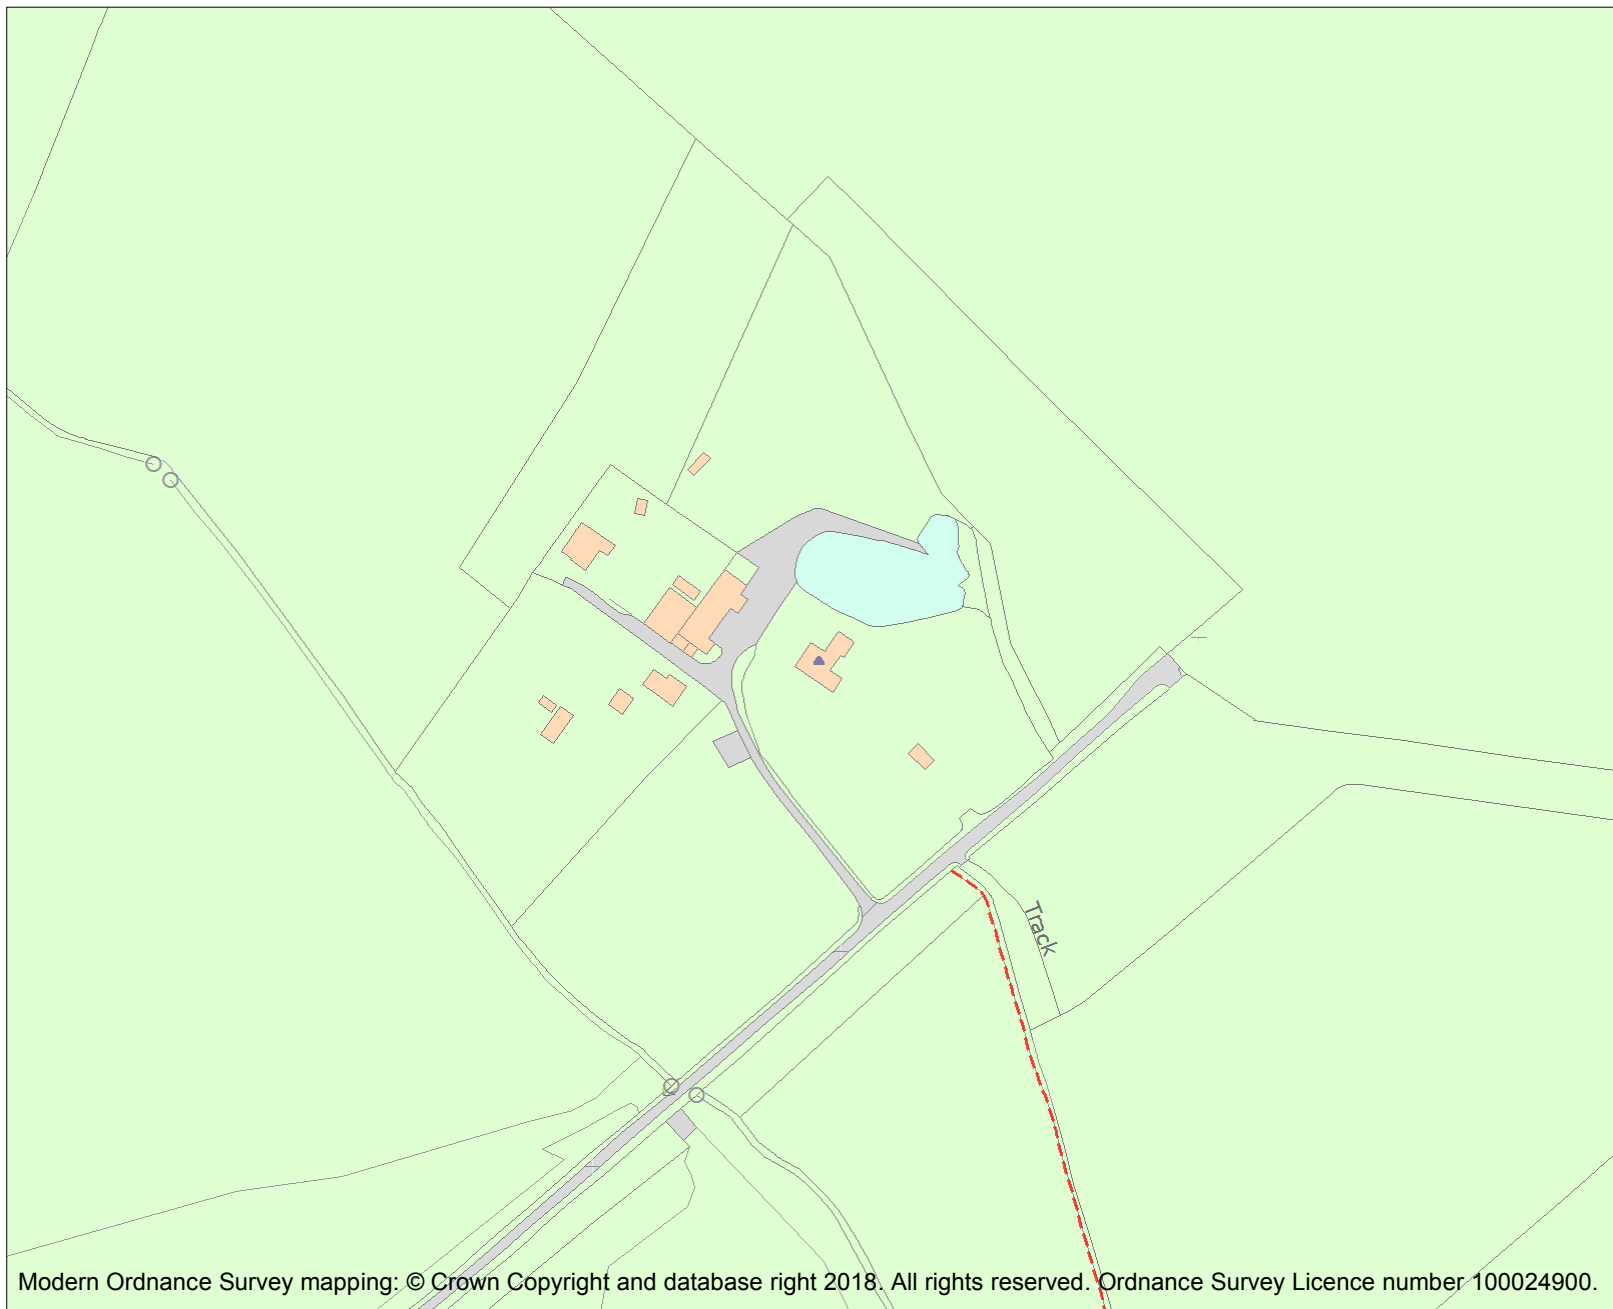 Track
Modern Ordnance Survey mapping: © Crown Copyright and database right 2018. All rights reserved. Ordnance Survey Licence number 100024900.